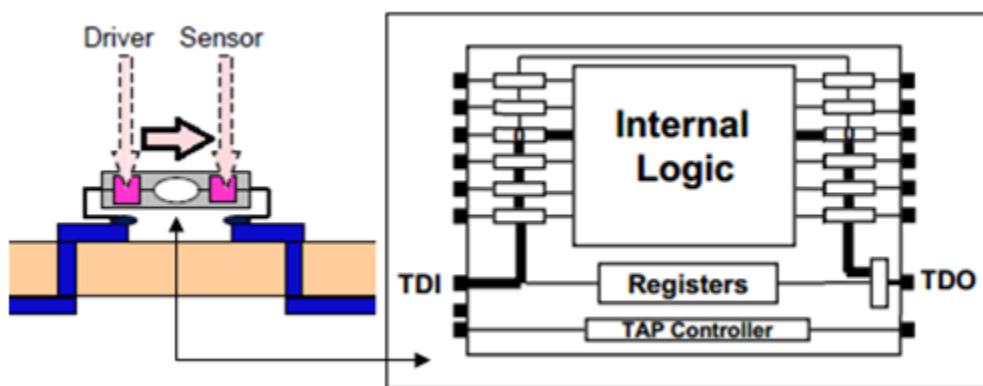 Driver Sensor
Internal
Logic
TDI
Registers
TDO
TAP Controller